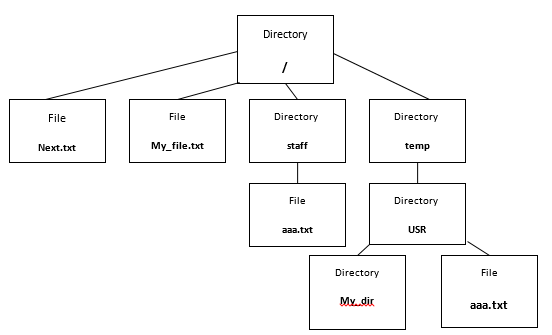 Directory
/
File
Next.txt
File
My_file.txt
Directory
staff
Directory
temp
File
aaa.txt
Directory
USR
Directory
My_dir
File
aaa.txt